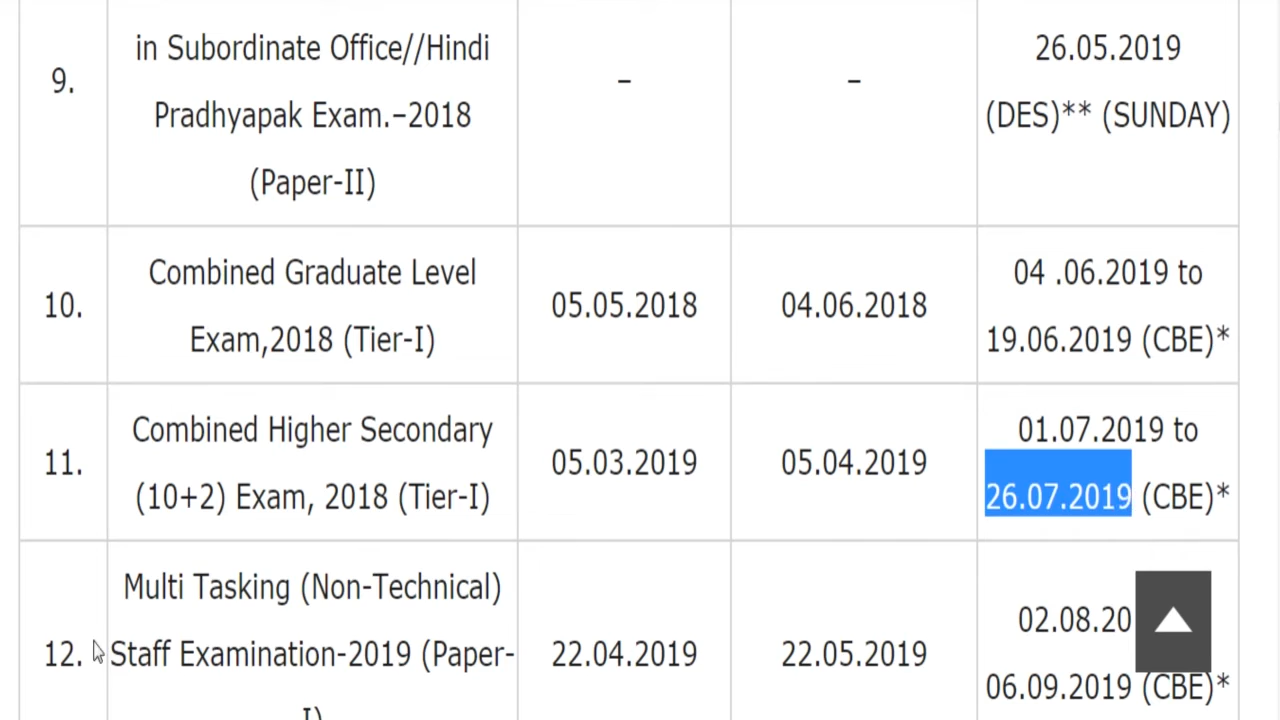 9.
in Subordinate Office//Hindi
Pradhyapak Exam.–2018
(Paper-II)
–
–
26.05.2019
(DES)** (SUNDAY)
10.
Combined Graduate Level
Exam,2018 (Tier-I)
05.05.2018
04.06.2018
04 .06.2019 to
19.06.2019 (CBE)*
11.
Combined Higher Secondary
(10+2) Exam, 2018 (Tier-I)
05.03.2019
05.04.2019
01.07.2019 to
26.07.2019 (CBE)*
12.
Multi Tasking (Non-Technical)
Staff Examination-2019 (Paper-
I)
22.04.2019
22.05.2019
02.08.20
06.09.2019 (CBE)*